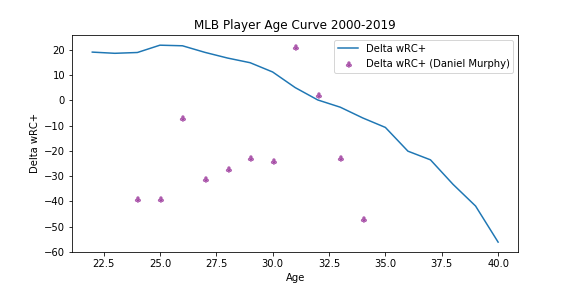 MLB Player Age Curve 2000-2019
Delta wRC+
Delta wRC+ (Daniel Murphy)
Delta wRC+
20
10
0
−10
−20
−30
−40
−50
−60
22.5 25.0 27.5 30.0 32.5 35.0 37.5 40.0
Age